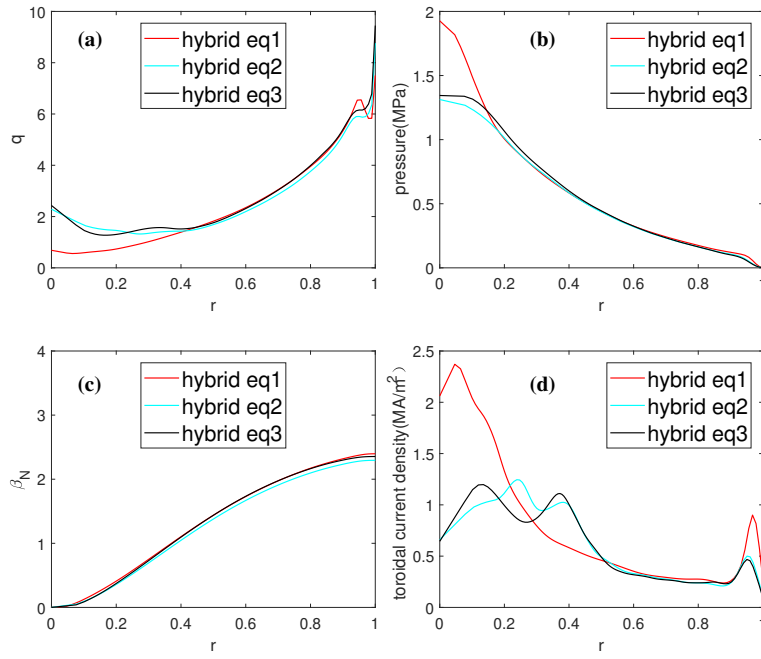 10
8
6
4
2
0
q
(a)
hybrid eq1
hybrid eq2
hybrid eq3
0 0.2 0.4 0.6 0.8 1
r
2
1.5
1
0.5
0
pressure(MPa)
(b)
hybrid eq1
hybrid eq2
hybrid eq3
0 0.2 0.4 0.6 0.8 1
r
4
3
2
1
0
β_N
(c)
hybrid eq1
hybrid eq2
hybrid eq3
0 0.2 0.4 0.6 0.8 1
r
2.5
2
1.5
1
0.5
0
toroidal current density(MA/m²)
(d)
hybrid eq1
hybrid eq2
hybrid eq3
0 0.2 0.4 0.6 0.8 1
r